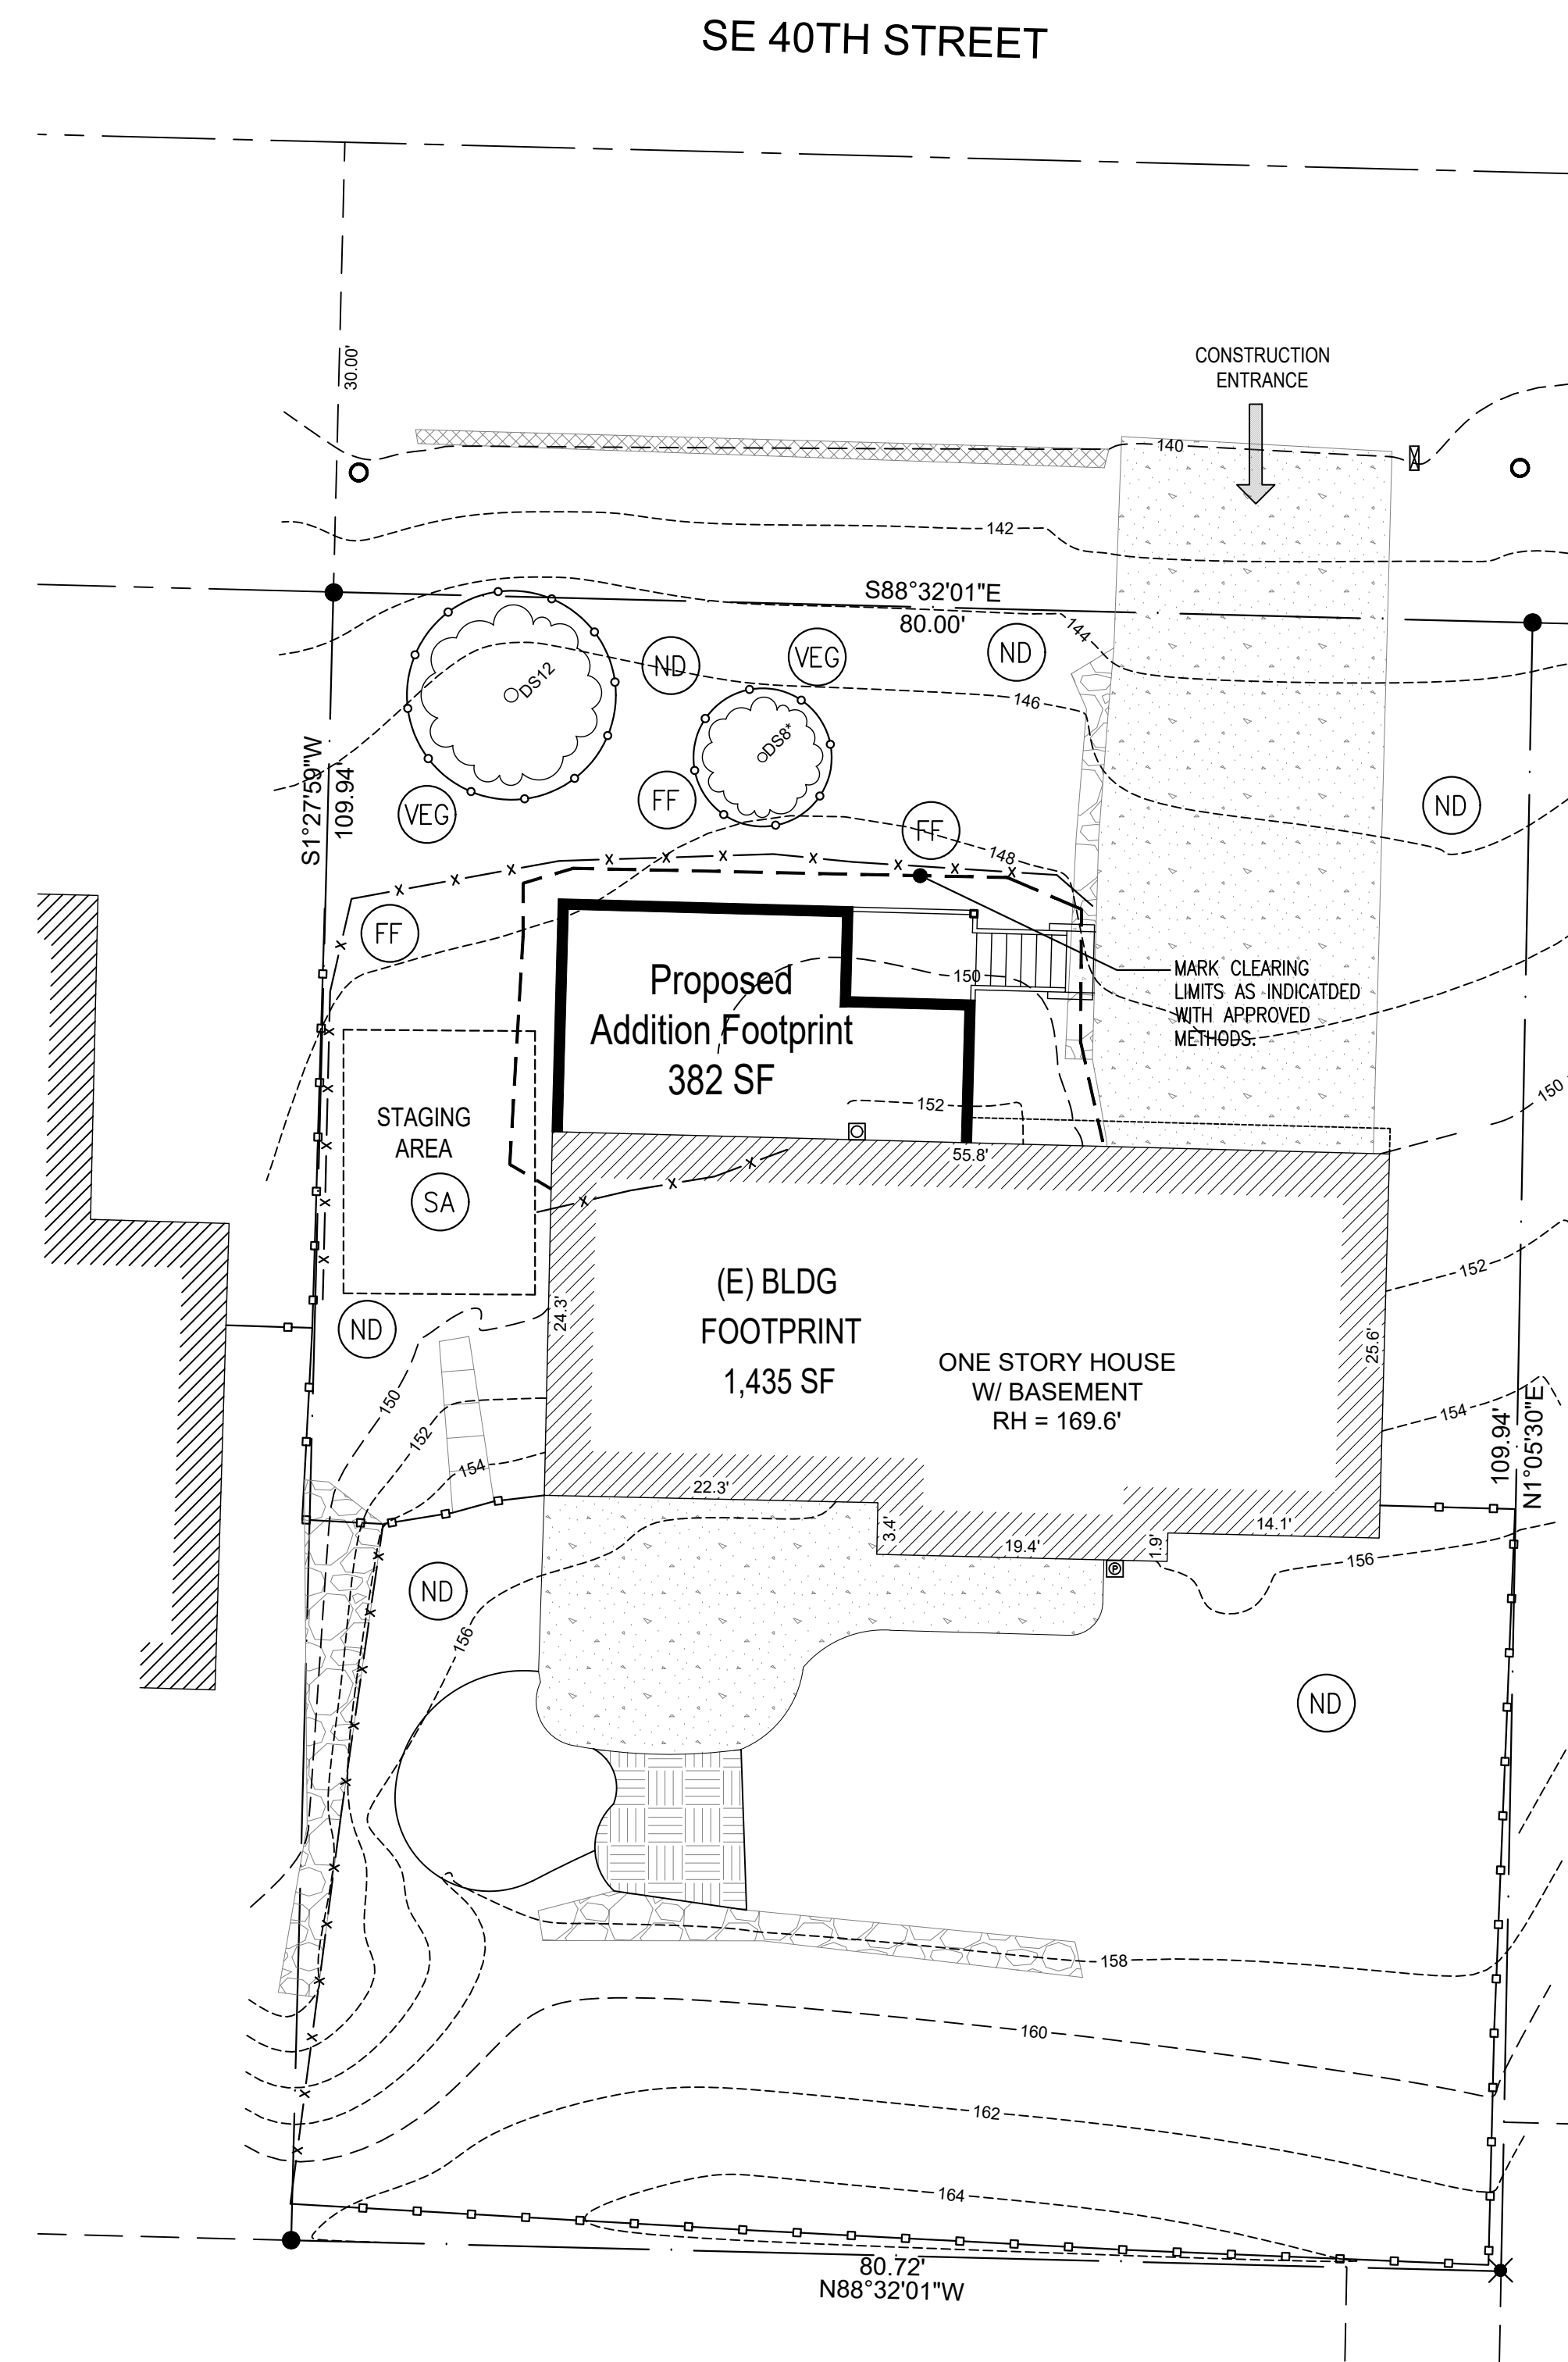 SE 40TH STREET
30.00'
CONSTRUCTION
ENTRANCE
140
142
S88°32'01"E
80.00'
144
ND
VEG
ND
DS12
146
DS8*
S1°27'59"W
109.94
VEG
FF
FF
ND
148
FF
MARK CLEARING
LIMITS AS INDICATDED
WITH APPROVED
METHODS.
150
Proposed
Addition Footprint
382 SF
152
150
STAGING
AREA
SA
55.8'
(E) BLDG
FOOTPRINT
1,435 SF
152
24.3'
ND
25.6'
ONE STORY HOUSE
W/ BASEMENT
RH = 169.6'
150
152
154
154
109.94'
N1°05'30"E
22.3'
3.4'
19.4'
1.9'
14.1'
156
P
ND
156
ND
158
160
162
164
80.72'
N88°32'01"W